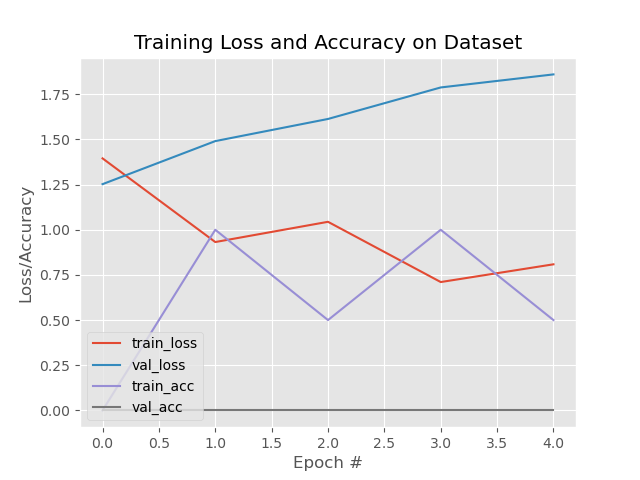 Training Loss and Accuracy on Dataset
Loss/Accuracy
1.75
1.50
1.25
1.00
0.75
0.50
0.25
0.00
train_loss
val_loss
train_acc
val_acc
0.0 0.5 1.0 1.5 2.0 2.5 3.0 3.5 4.0
Epoch #